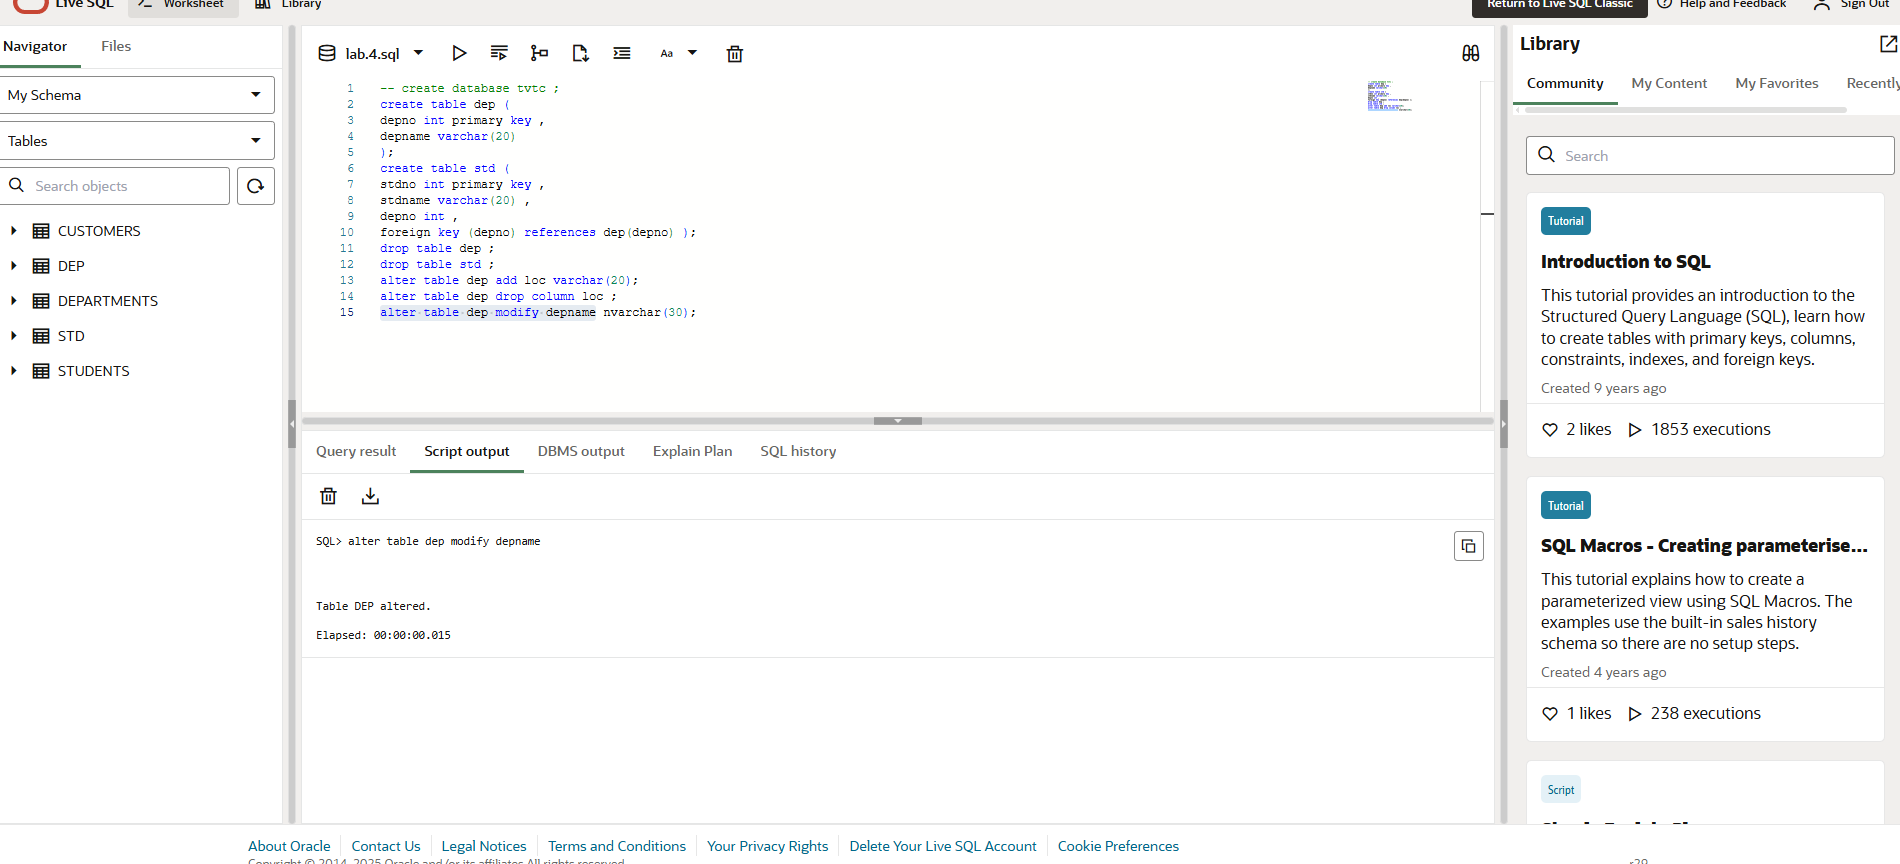 Live SQL
Worksheet
Library
Return to Live SQL Classic
Help and Feedback
Sign Out
Navigator
Files
My Schema
Tables
Search objects
CUSTOMERS
DEP
DEPARTMENTS
STD
STUDENTS
lab.4.sql
Aa
1 -- create database tvtc ;
2 create table dep (
3 depno int primary key ,
4 depname varchar(20)
5 );
6 create table std (
7 stdno int primary key ,
8 stdname varchar(20) ,
9 depno int ,
10 foreign key (depno) references dep(depno) );
11 drop table dep ;
12 drop table std ;
13 alter table dep add loc varchar(20);
14 alter table dep drop column loc ;
15 alter table dep modify depname nvarchar(30);
Query result
Script output
DBMS output
Explain Plan
SQL history
SQL> alter table dep modify depname
Table DEP altered.
Elapsed: 00:00:00.015
Library
Community
My Content
My Favorites
Recently
Search
Tutorial
Introduction to SQL
This tutorial provides an introduction to the
Structured Query Language (SQL), learn how
to create tables with primary keys, columns,
constraints, indexes, and foreign keys.
Created 9 years ago
2 likes
1853 executions
Tutorial
SQL Macros - Creating parameterise...
This tutorial explains how to create a
parameterized view using SQL Macros. The
examples use the built-in sales history
schema so there are no setup steps.
Created 4 years ago
1 likes
238 executions
Script
About Oracle
Contact Us
Legal Notices
Terms and Conditions
Your Privacy Rights
Delete Your Live SQL Account
Cookie Preferences
Copyright © 2014, 2025 Oracle and/or its affiliates All rights reserved.